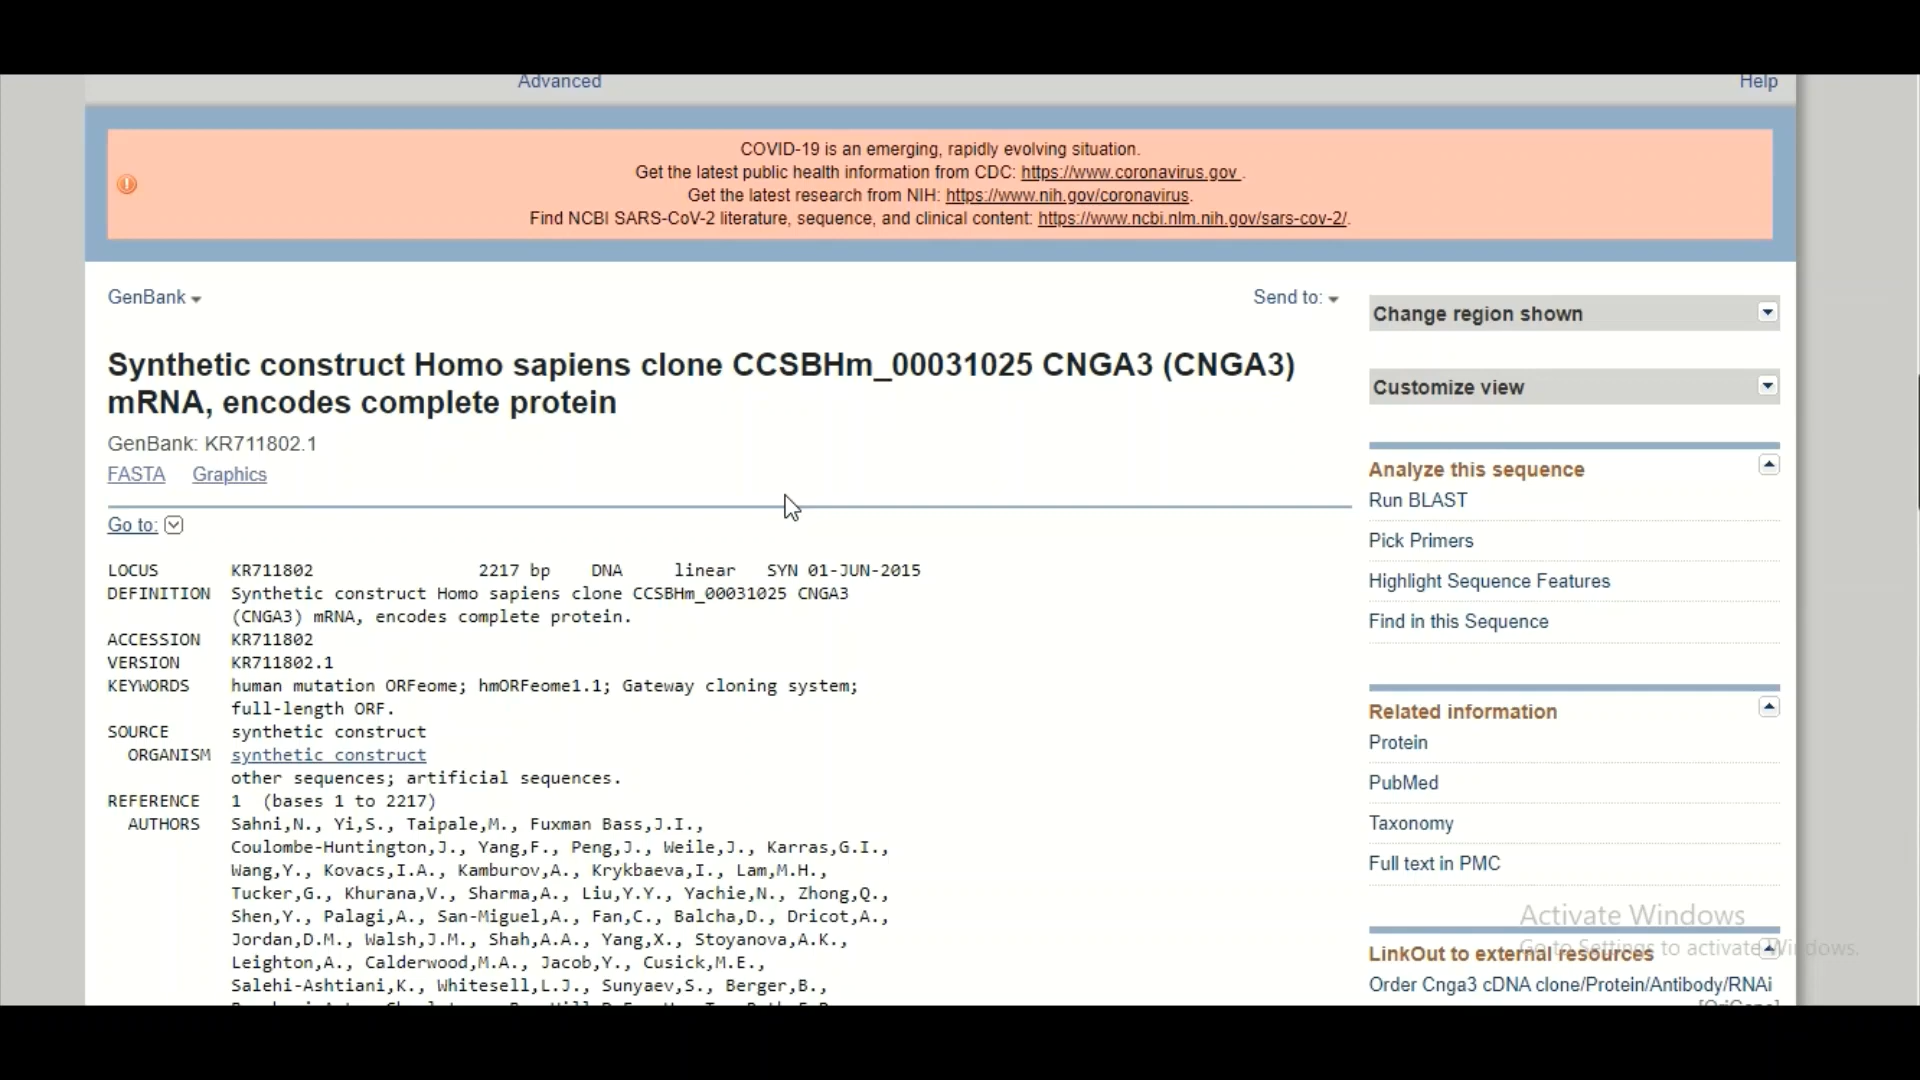 Advanced
Help
COVID-19 is an emerging, rapidly evolving situation.
Get the latest public health information from CDC: https://www.coronavirus.gov .
Get the latest research from NIH: https://www.nih.gov/coronavirus.
Find NCBI SARS-CoV-2 literature, sequence, and clinical content: https://www.ncbi.nlm.nih.gov/sars-cov-2/.
GenBank
Send to:
Synthetic construct Homo sapiens clone CCSBHm_00031025 CNGA3 (CNGA3)
mRNA, encodes complete protein
GenBank: KR711802.1
FASTA Graphics
Go to:
LOCUS KR711802 2217 bp DNA linear SYN 01-JUN-2015
DEFINITION Synthetic construct Homo sapiens clone CCSBHm_00031025 CNGA3
(CNGA3) mRNA, encodes complete protein.
ACCESSION KR711802
VERSION KR711802.1
KEYWORDS human mutation ORFeome; hmORFeome1.1; Gateway cloning system;
full-length ORF.
SOURCE synthetic construct
ORGANISM synthetic construct
other sequences; artificial sequences.
REFERENCE 1 (bases 1 to 2217)
AUTHORS Sahni,N., Yi,S., Taipale,M., Fuxman Bass,J.I.,
Coulombe-Huntington,J., Yang,F., Peng,J., Weile,J., Karras,G.I.,
Wang,Y., Kovacs,I.A., Kamburov,A., Krykbaeva,I., Lam,M.H.,
Tucker,G., Khurana,V., Sharma,A., Liu,Y.Y., Yachie,N., Zhong,Q.,
Shen,Y., Palagi,A., San-Miguel,A., Fan,C., Balcha,D., Dricot,A.,
Jordan,D.M., Walsh,J.M., Shah,A.A., Yang,X., Stoyanova,A.K.,
Leighton,A., Calderwood,M.A., Jacob,Y., Cusick,M.E.,
Salehi-Ashtiani,K., Whitesell,L.J., Sunyaev,S., Berger,B.,
Change region shown
Customize view
Analyze this sequence
Run BLAST
Pick Primers
Highlight Sequence Features
Find in this Sequence
Related information
Protein
PubMed
Taxonomy
Full text in PMC
LinkOut to external resources
Order Cnga3 cDNA clone/Protein/Antibody/RNAi
Activate Windows
Go to Settings to activate Windows.